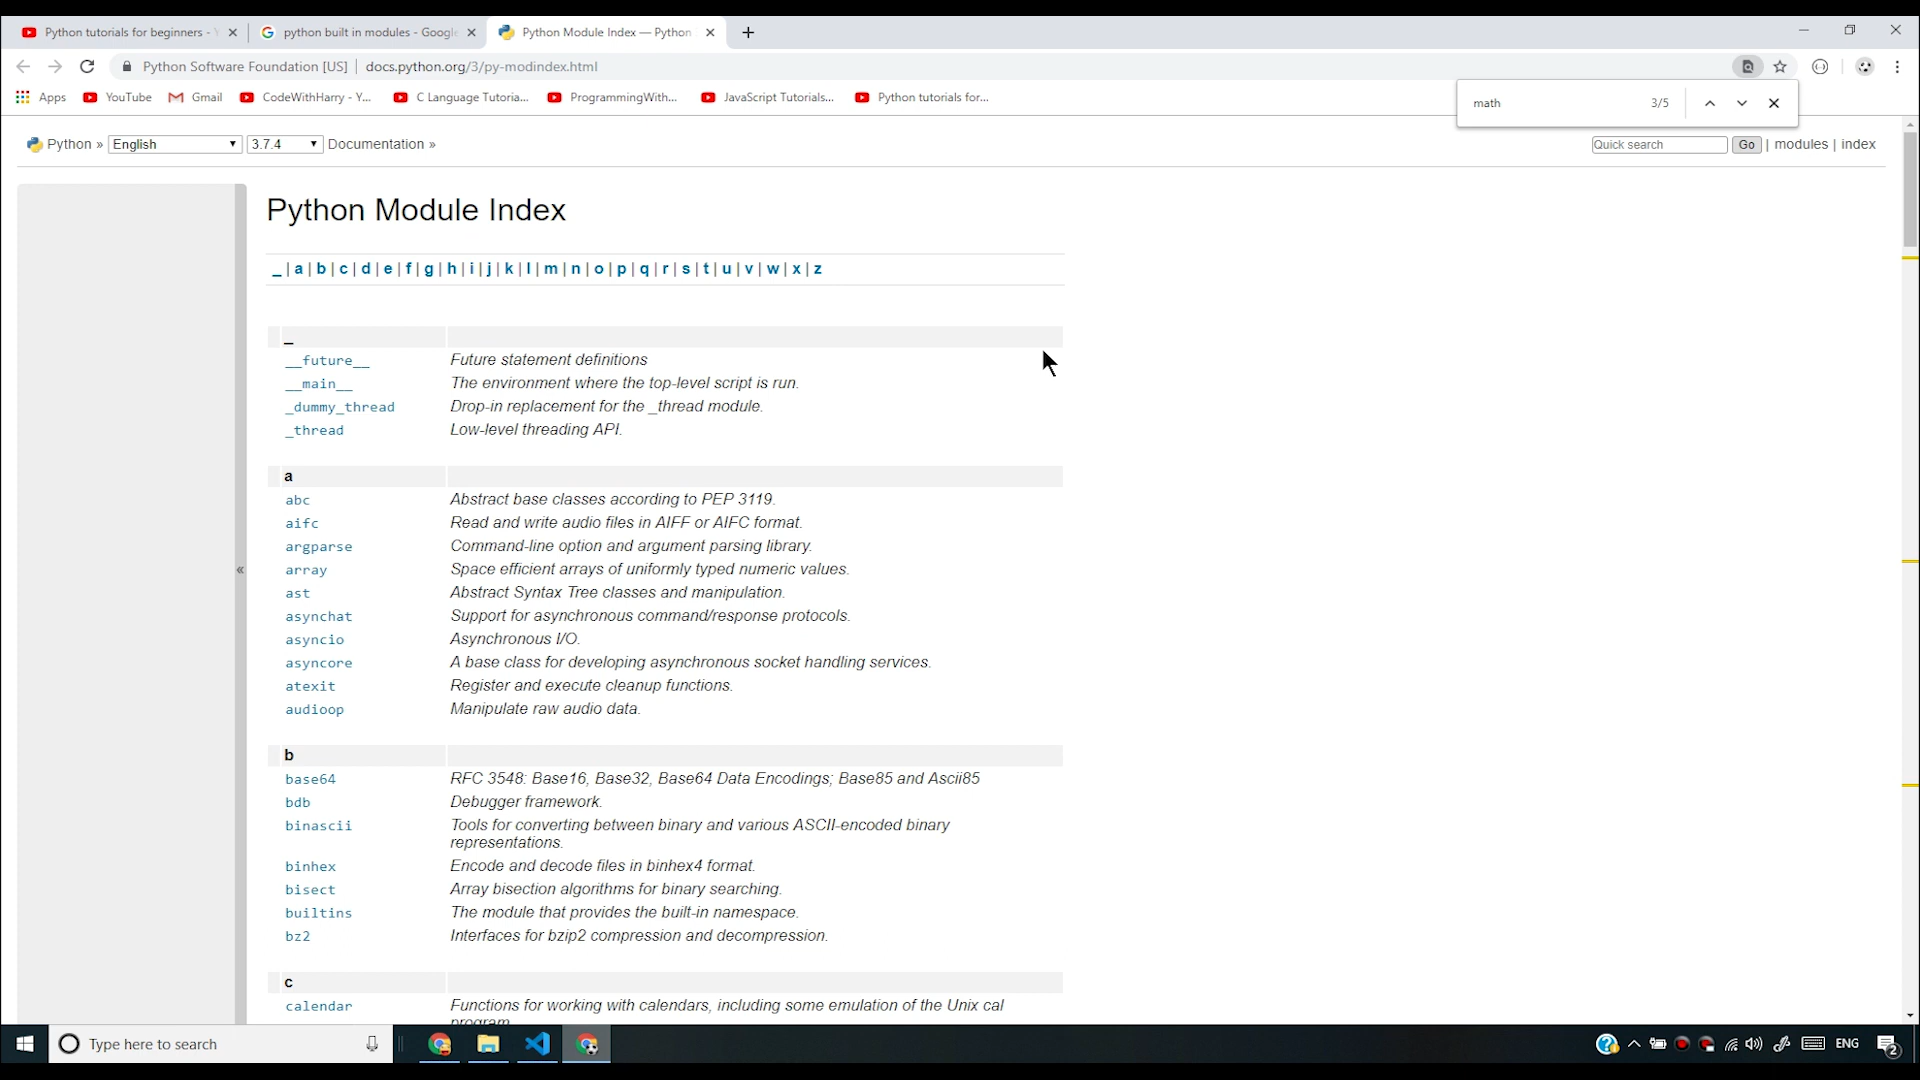 Python tutorials for beginners -
python built in modules - Google
Python Module Index — Python
Python Software Foundation [US] | docs.python.org/3/py-modindex.html
Apps YouTube Gmail CodeWithHarry - Y... C Language Tutoria... ProgrammingWith... JavaScript Tutorials... Python tutorials for...
math 3/5
Python » English 3.7.4 Documentation »
Quick search Go | modules | index
Python Module Index
_ | a | b | c | d | e | f | g | h | i | j | k | l | m | n | o | p | q | r | s | t | u | v | w | x | z
_
__future__ Future statement definitions
__main__ The environment where the top-level script is run.
_dummy_thread Drop-in replacement for the _thread module.
_thread Low-level threading API.
a
abc Abstract base classes according to PEP 3119.
aifc Read and write audio files in AIFF or AIFC format.
argparse Command-line option and argument parsing library.
array Space efficient arrays of uniformly typed numeric values.
ast Abstract Syntax Tree classes and manipulation.
asynchat Support for asynchronous command/response protocols.
asyncio Asynchronous I/O.
asyncore A base class for developing asynchronous socket handling services.
atexit Register and execute cleanup functions.
audioop Manipulate raw audio data.
«
b
base64 RFC 3548: Base16, Base32, Base64 Data Encodings; Base85 and Ascii85
bdb Debugger framework.
binascii Tools for converting between binary and various ASCII-encoded binary
representations.
binhex Encode and decode files in binhex4 format.
bisect Array bisection algorithms for binary searching.
builtins The module that provides the built-in namespace.
bz2 Interfaces for bzip2 compression and decompression.
c
calendar Functions for working with calendars, including some emulation of the Unix cal
program.
Type here to search
ENG
2